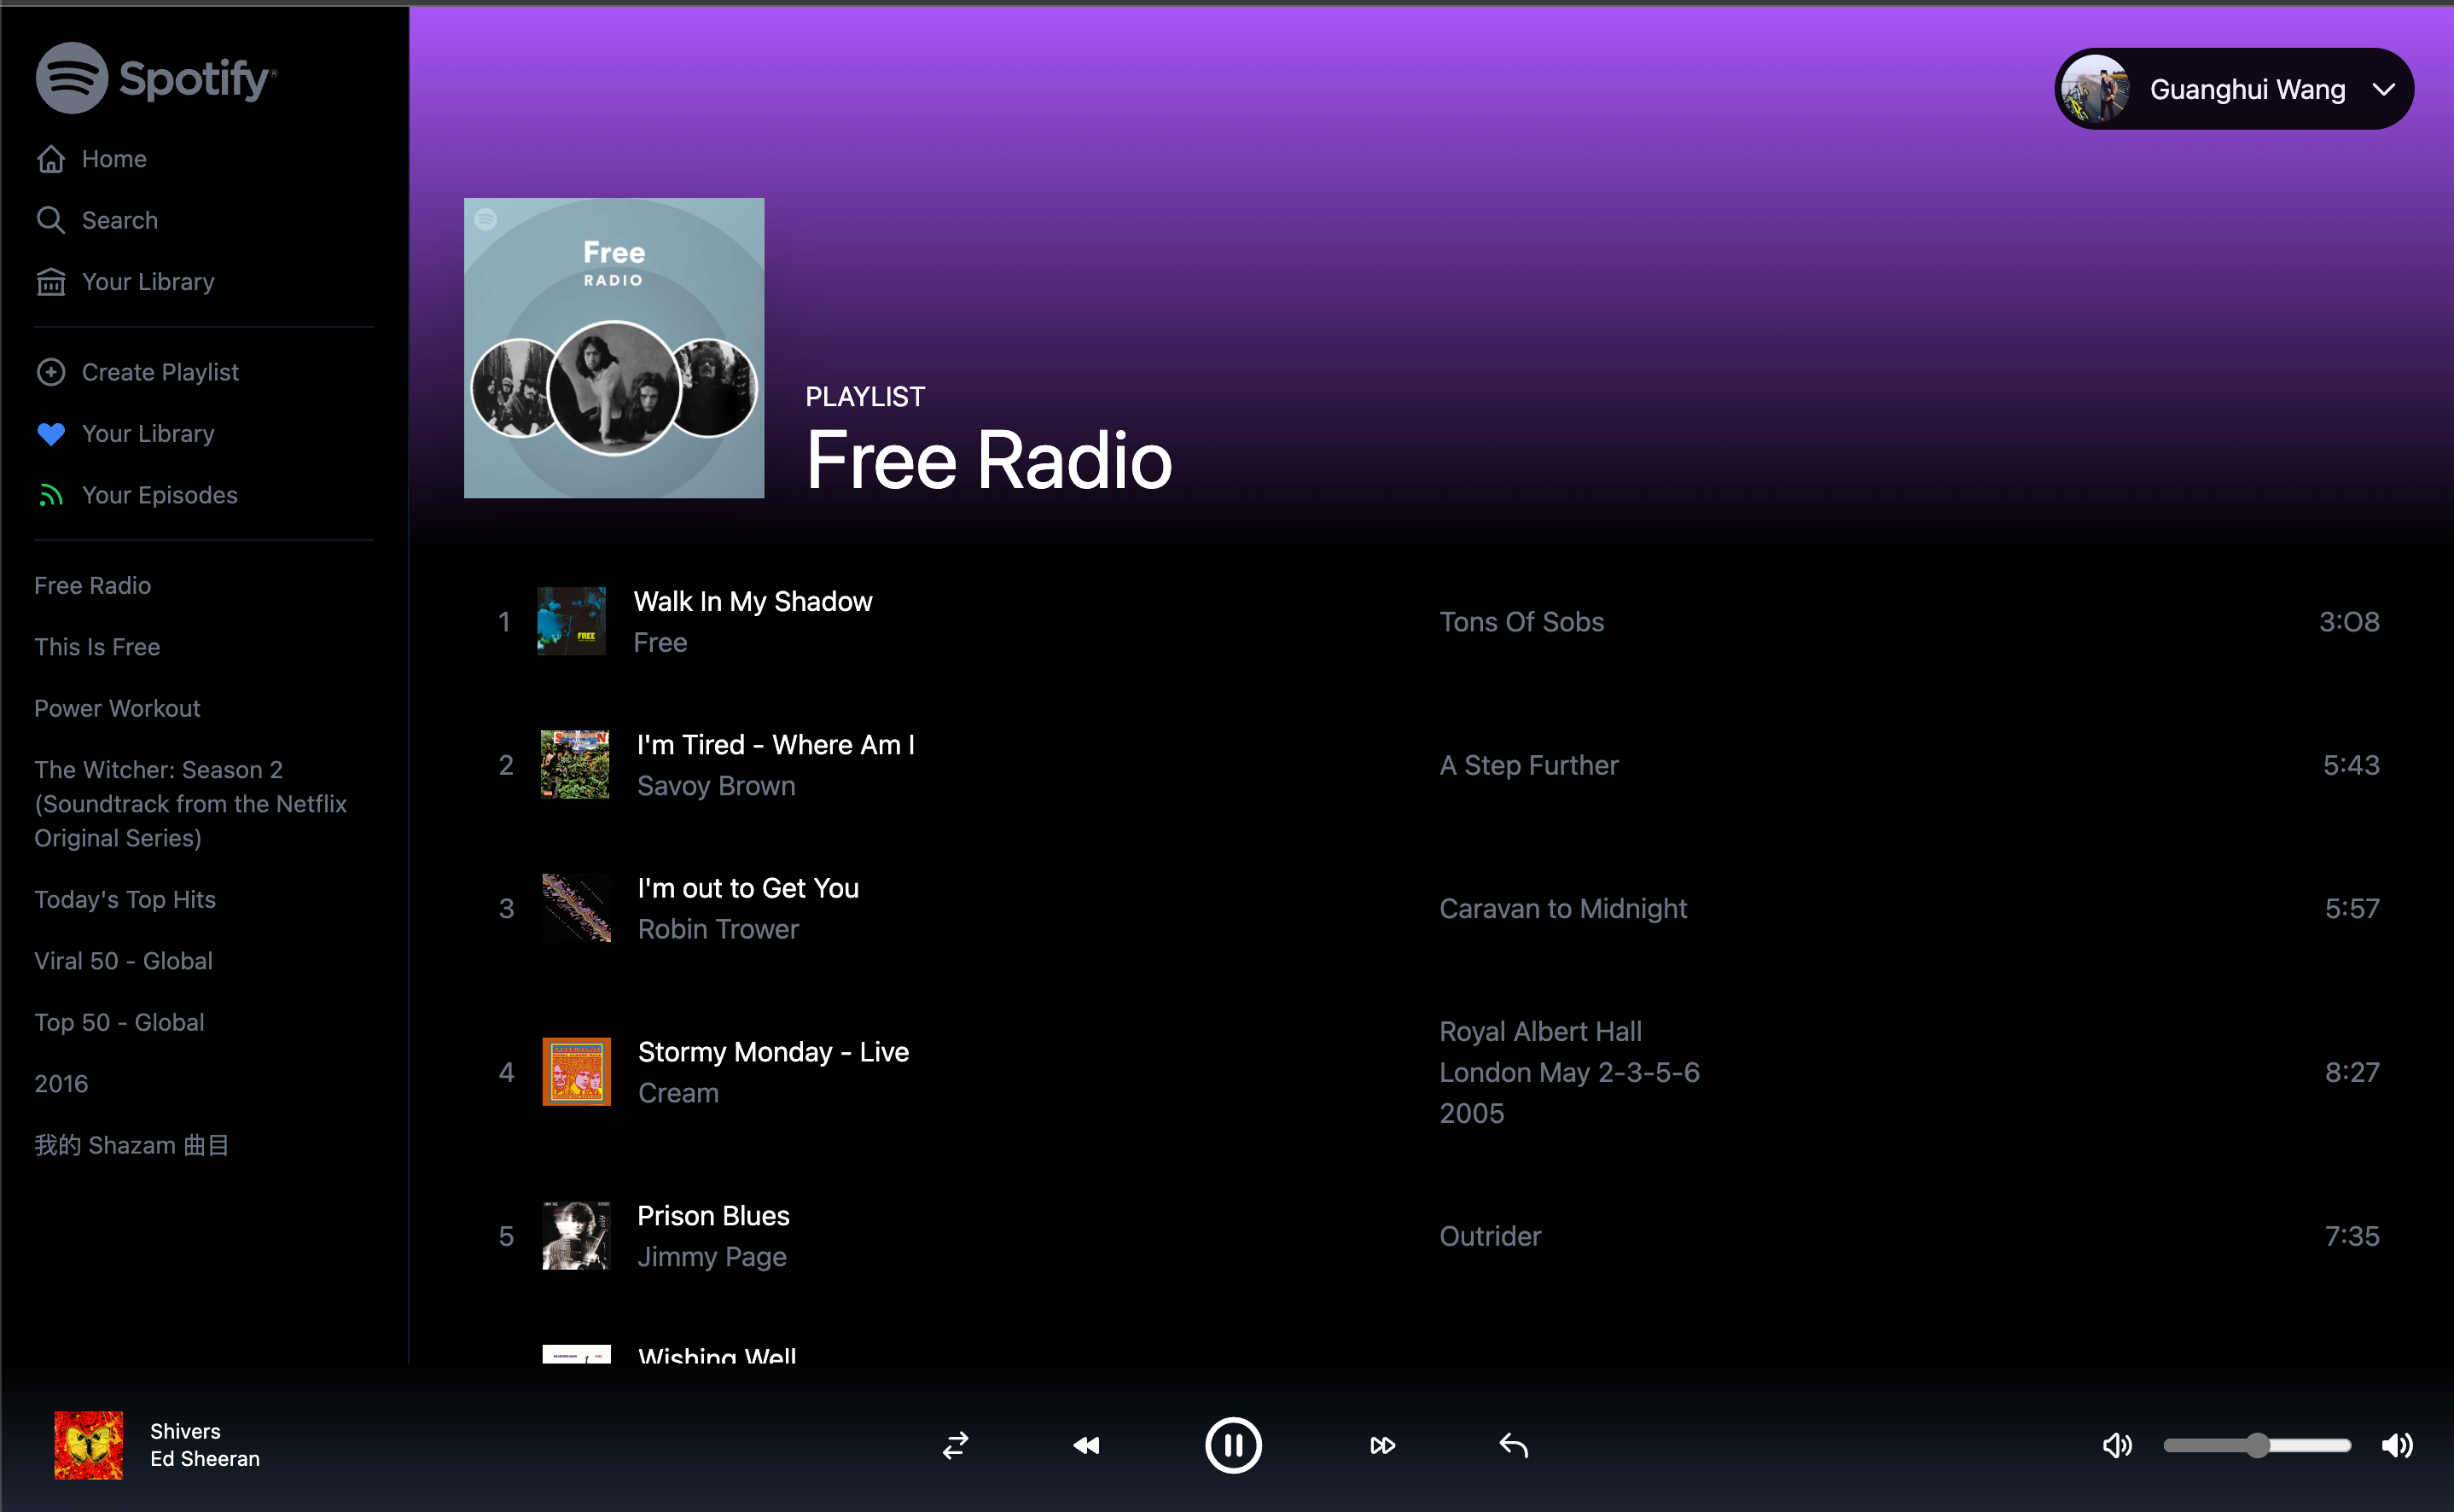 Spotify®
Home
Search
Your Library
Create Playlist
Your Library
Your Episodes
Free Radio
This Is Free
Power Workout
The Witcher: Season 2
(Soundtrack from the Netflix
Original Series)
Today's Top Hits
Viral 50 - Global
Top 50 - Global
2016
我的 Shazam 曲目
Guanghui Wang
Free
RADIO
PLAYLIST
Free Radio
1
FREE
Walk In My Shadow
Free
Tons Of Sobs
3:08
2
I'm Tired - Where Am I
Savoy Brown
A Step Further
5:43
3
I'm out to Get You
Robin Trower
Caravan to Midnight
5:57
4
Stormy Monday - Live
Cream
Royal Albert Hall
London May 2-3-5-6
2005
8:27
5
Prison Blues
Jimmy Page
Outrider
7:35
Wishing Well
Shivers
Ed Sheeran